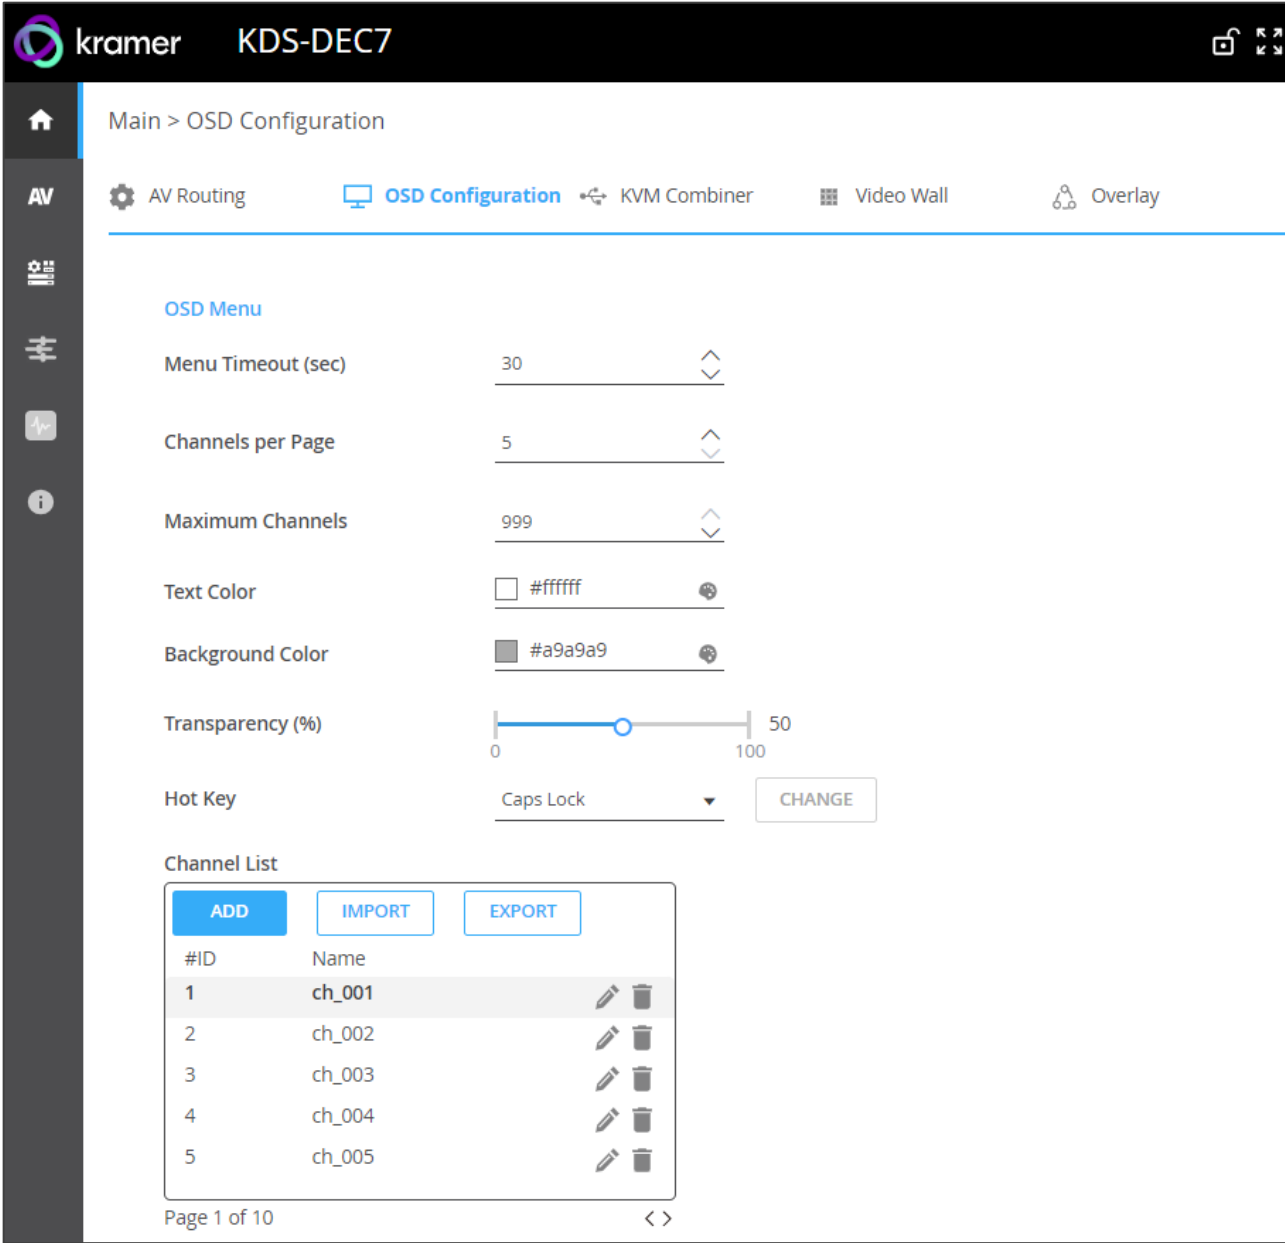 kramer KDS-DEC7
Main > OSD Configuration
AV
AV Routing OSD Configuration KVM Combiner Video Wall Overlay
OSD Menu
Menu Timeout (sec) 30
Channels per Page 5
Maximum Channels 999
Text Color #ffffff
Background Color #a9a9a9
Transparency (%) 50
0 100
Hot Key Caps Lock CHANGE
Channel List
ADD IMPORT EXPORT
#ID Name
1 ch_001
2 ch_002
3 ch_003
4 ch_004
5 ch_005
Page 1 of 10 < >